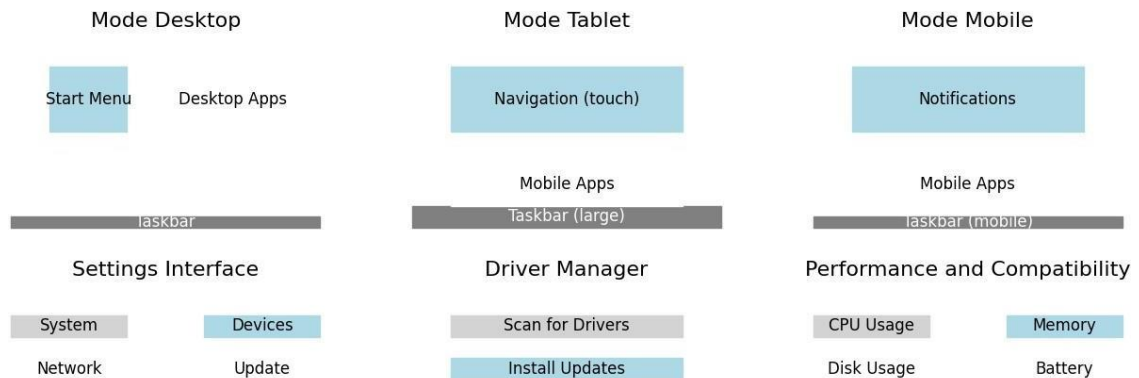 Mode Desktop
Start Menu
Desktop Apps
Taskbar
Mode Tablet
Navigation (touch)
Mobile Apps
Taskbar (large)
Mode Mobile
Notifications
Mobile Apps
Taskbar (mobile)
Settings Interface
System
Devices
Network
Update
Driver Manager
Scan for Drivers
Install Updates
Performance and Compatibility
CPU Usage
Memory
Disk Usage
Battery